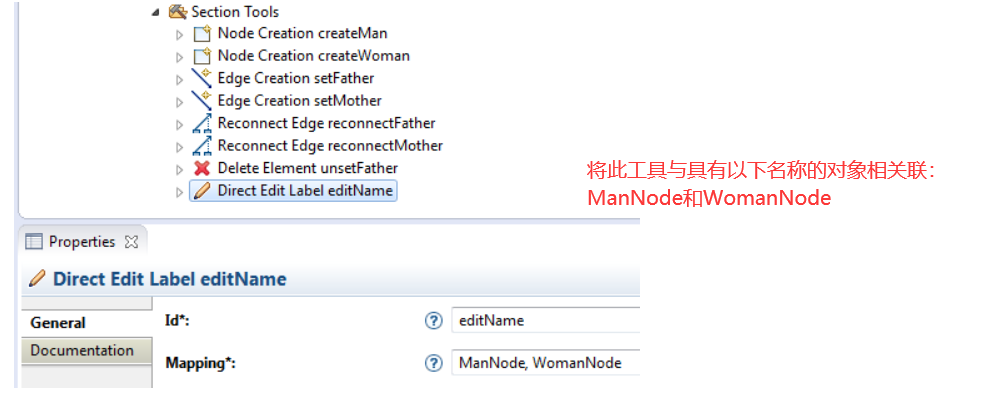 Section Tools
Node Creation createMan
Node Creation createWoman
Edge Creation setFather
Edge Creation setMother
Reconnect Edge reconnectFather
Reconnect Edge reconnectMother
Delete Element unsetFather
Direct Edit Label editName
将此工具与具有以下名称的对象相关联：
ManNode和WomanNode
Properties
Direct Edit Label editName
General
Id*: ? editName
Documentation
Mapping*: ? ManNode, WomanNode